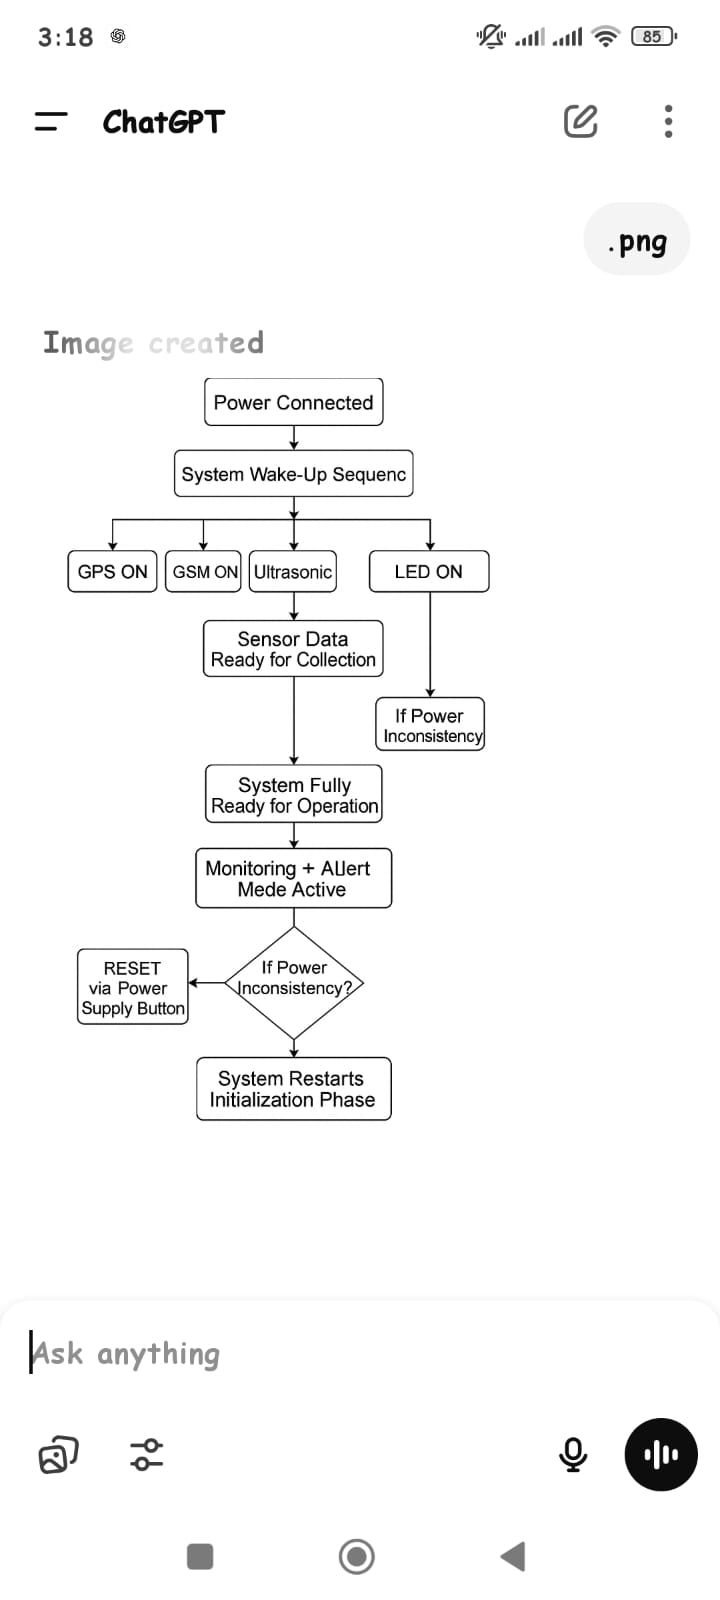 3:18
85
ChatGPT
.png
Image created
Power Connected
System Wake-Up Sequenc
GPS ON
GSM ON
Ultrasonic
LED ON
Sensor Data
Ready for Collection
If Power
Inconsistency
System Fully
Ready for Operation
Monitoring + AUert
Mede Active
RESET
via Power
Supply Button
If Power
Inconsistency?
System Restarts
Initialization Phase
Ask anything